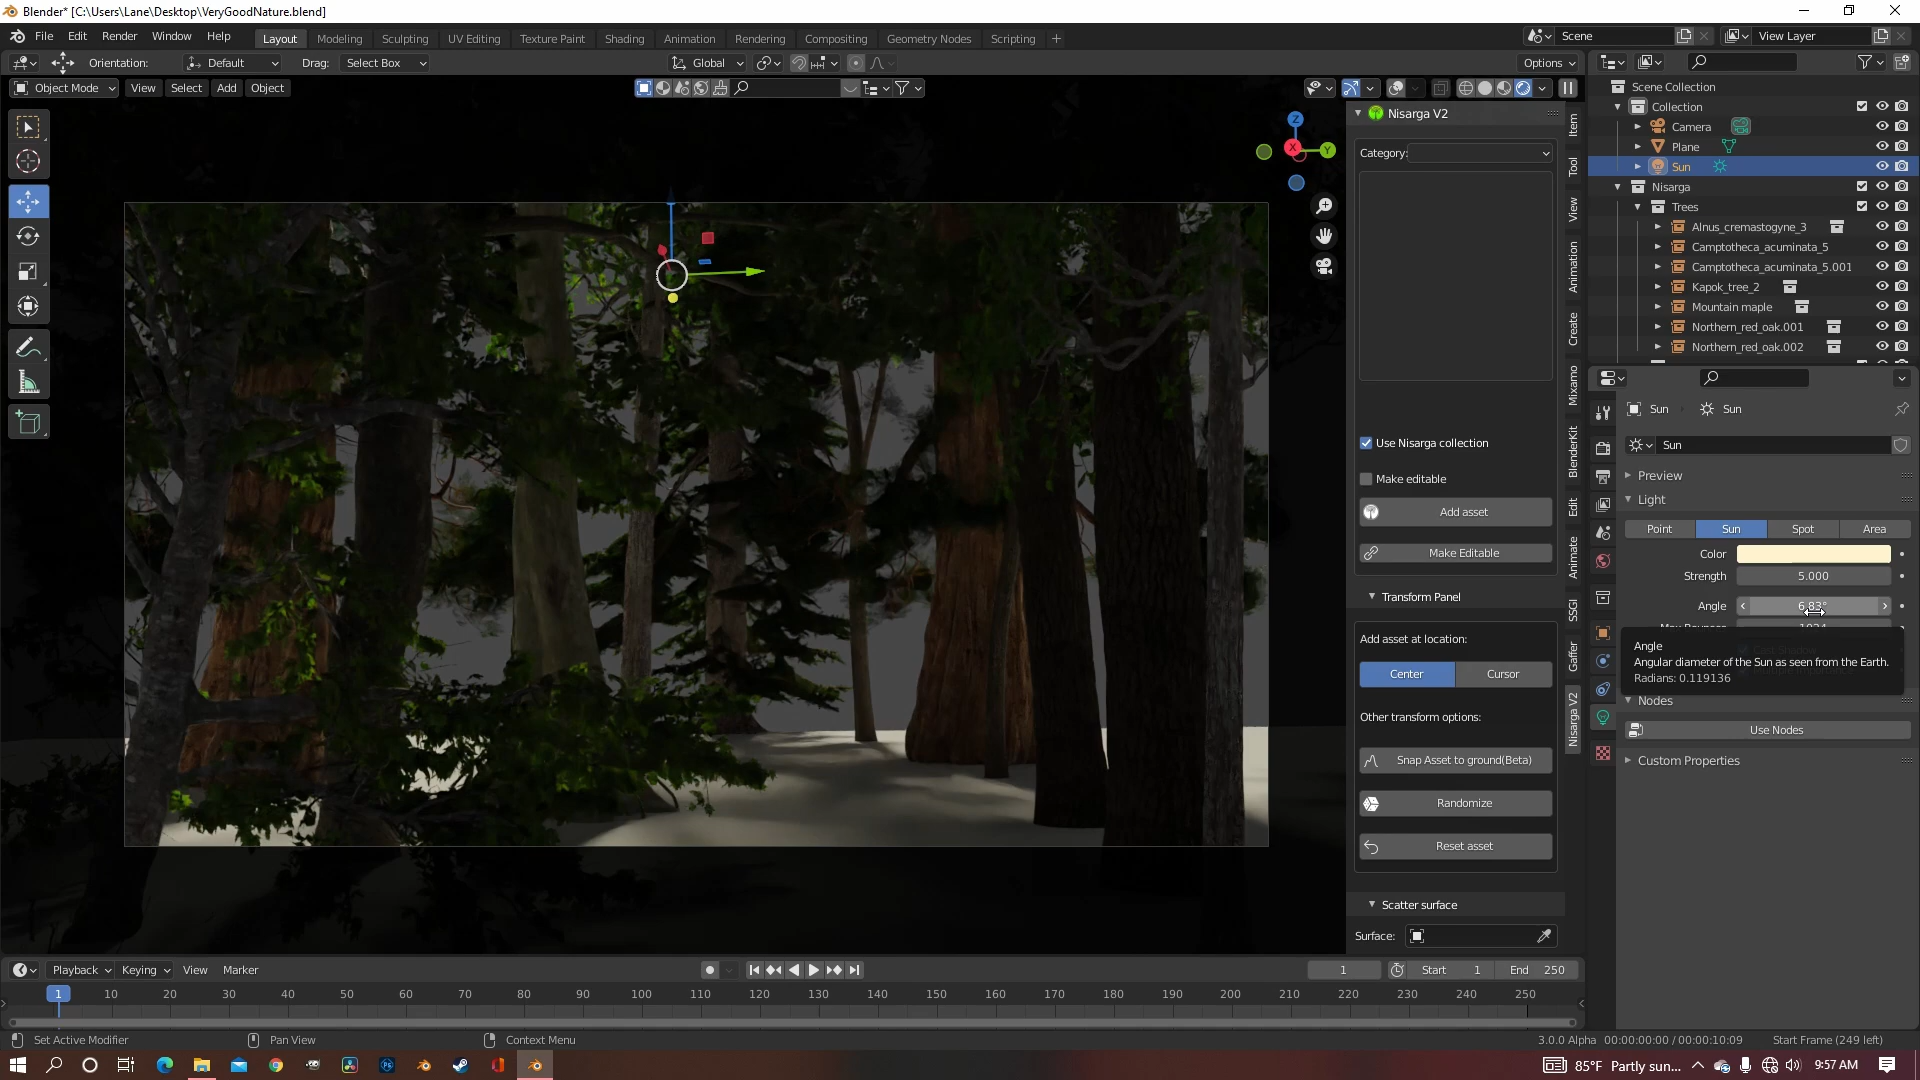 Blender* [C:\Users\Lane\Desktop\VeryGoodNature.blend]
File Edit Render Window Help
Layout Modeling Sculpting UV Editing Texture Paint Shading Animation Rendering Compositing Geometry Nodes Scripting +
Scene
View Layer
Orientation: Default Drag: Select Box
Global
Options
Object Mode View Select Add Object
Z
X
Y
Nisarga V2
Category:
Use Nisarga collection
Make editable
Add asset
Make Editable
Transform Panel
Add asset at location:
Center Cursor
Other transform options:
Snap Asset to ground(Beta)
Randomize
Reset asset
Scatter surface
Surface:
Item
Tool
View
Animation
Create
Mixamo
BlenderKit
Edit
Animate
SSGI
Gaffer
Nisarga V2
Scene Collection
Collection
Camera
Plane
Sun
Nisarga
Trees
Alnus_cremastogyne_3
Camptotheca_acuminata_5
Camptotheca_acuminata_5.001
Kapok_tree_2
Mountain maple
Northern_red_oak.001
Northern_red_oak.002
Sun Sun
Sun
Preview
Light
Point Sun Spot Area
Color
Strength 5.000
Angle 6.83°
Angle
Angular diameter of the Sun as seen from the Earth.
Radians: 0.119136
Nodes
Use Nodes
Custom Properties
Playback Keying View Marker
1 Start 1 End 250
1 10 20 30 40 50 60 70 80 90 100 110 120 130 140 150 160 170 180 190 200 210 220 230 240 250
Set Active Modifier Pan View Context Menu
3.0.0 Alpha 00:00:00:00 / 00:00:10:09 Start Frame (249 left)
85°F Partly sun... 9:57 AM